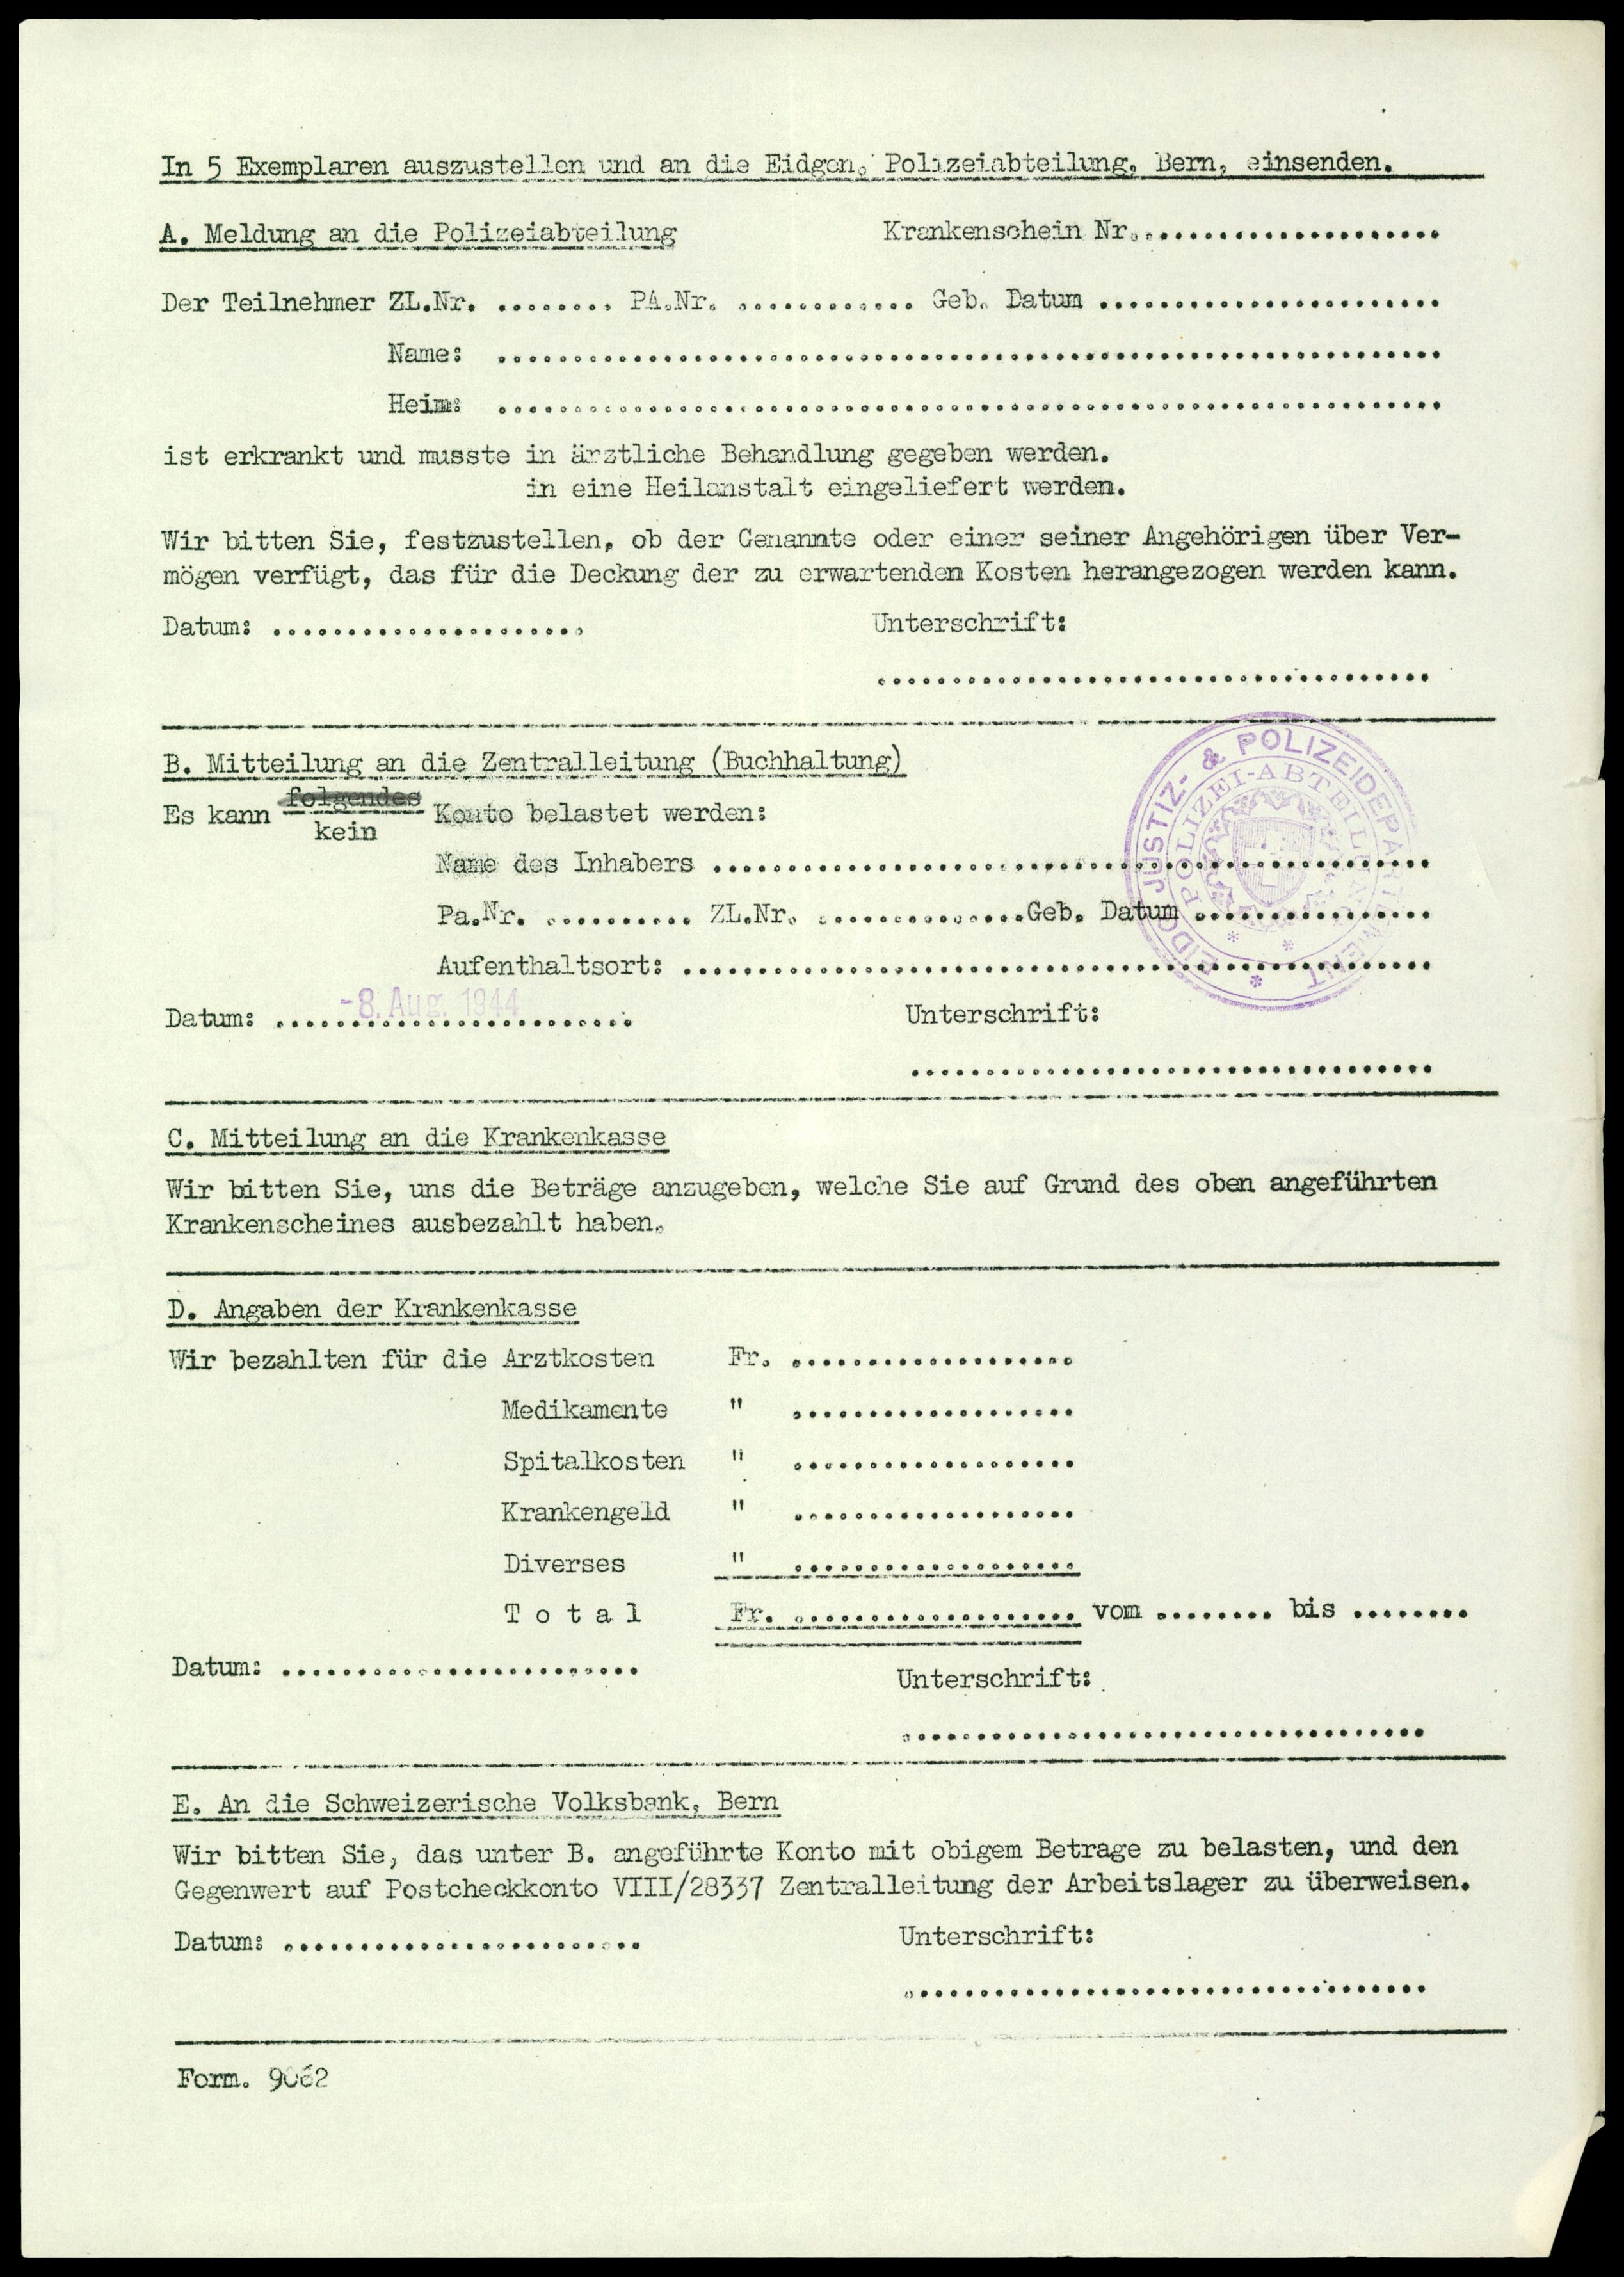 In 5 Exemplaren auszustellen und an die Eidgen. Polizeiabteilung, Bern, einsenden.
A. Meldung an die Polizeiabteilung Krankenschein Nr. ....................
Der Teilnehmer ZL.Nr. ........ PA.Nr. ............ Geb. Datum .......................
Name: ...............................................................
Heim: ...............................................................
ist erkrankt und musste in ärztliche Behandlung gegeben werden.
in eine Heilanstalt eingeliefert werden.
Wir bitten Sie, festzustellen, ob der Genannte oder einer seiner Angehörigen über Ver-
mögen verfügt, das für die Deckung der zu erwartenden Kosten herangezogen werden kann.
Datum: ..................... Unterschrift:
.....................................
B. Mitteilung an die Zentralleitung (Buchhaltung)
Es kann folgendes Konto belastet werden:
kein
Name des Inhabers ................................................
Pa.Nr. .......... ZL.Nr. ..............Geb. Datum ................
Aufenthaltsort: ..................................................
EIDG. JUSTIZ- & POLIZEIDEPARTEMENT
POLIZEI-ABTEILUNG
-8. Aug. 1944
Datum: ........................ Unterschrift:
...................................
C. Mitteilung an die Krankenkasse
Wir bitten Sie, uns die Beträge anzugeben, welche Sie auf Grund des oben angeführten
Krankenscheines ausbezahlt haben.
D. Angaben der Krankenkasse
Wir bezahlten für die Arztkosten Fr. ...................
Medikamente " ...................
Spitalkosten " ...................
Krankengeld " ...................
Diverses " ...................
T o t a l Fr. ................... vom ........ bis ........
Datum: ........................ Unterschrift:
...................................
E. An die Schweizerische Volksbank, Bern
Wir bitten Sie, das unter B. angeführte Konto mit obigem Betrage zu belasten, und den
Gegenwert auf Postcheckkonto VIII/28337 Zentralleitung der Arbeitslager zu überweisen.
Datum: ........................ Unterschrift:
...................................
Form. 9062